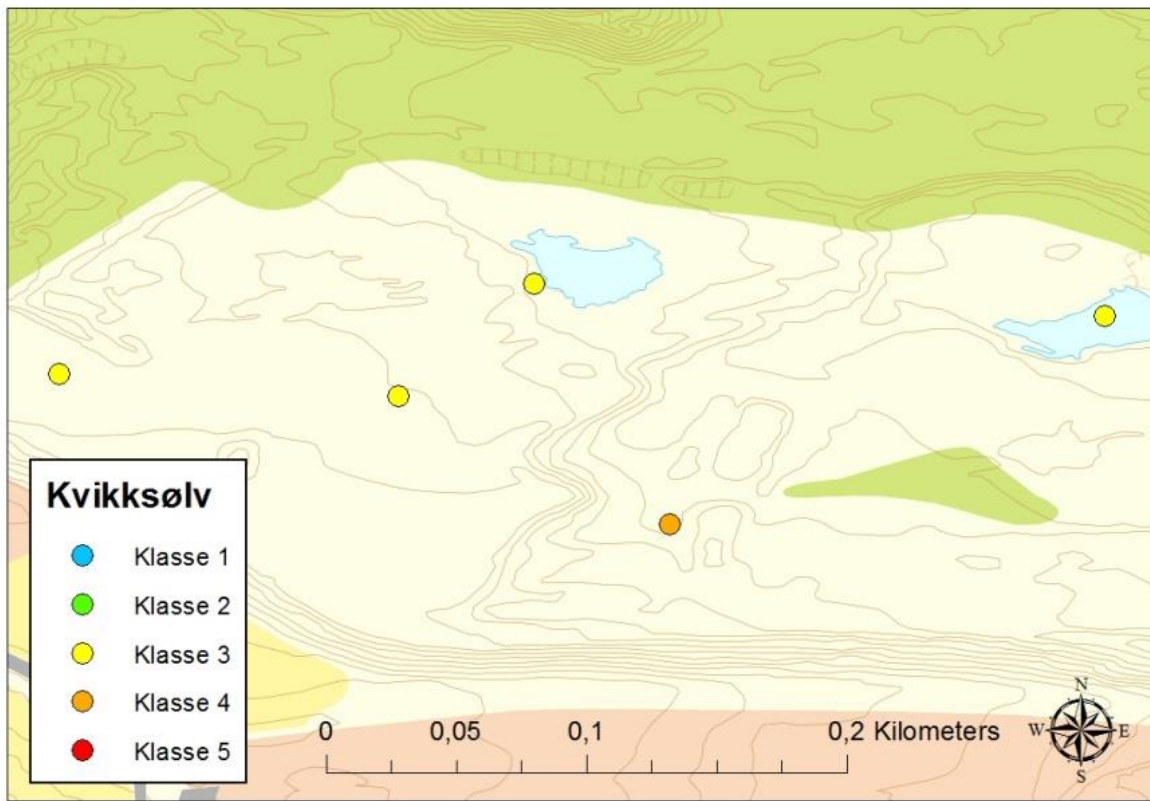 Kvikksølv
Klasse 1
Klasse 2
Klasse 3
Klasse 4
Klasse 5
0 0,05 0,1 0,2 Kilometers
N
W E
S